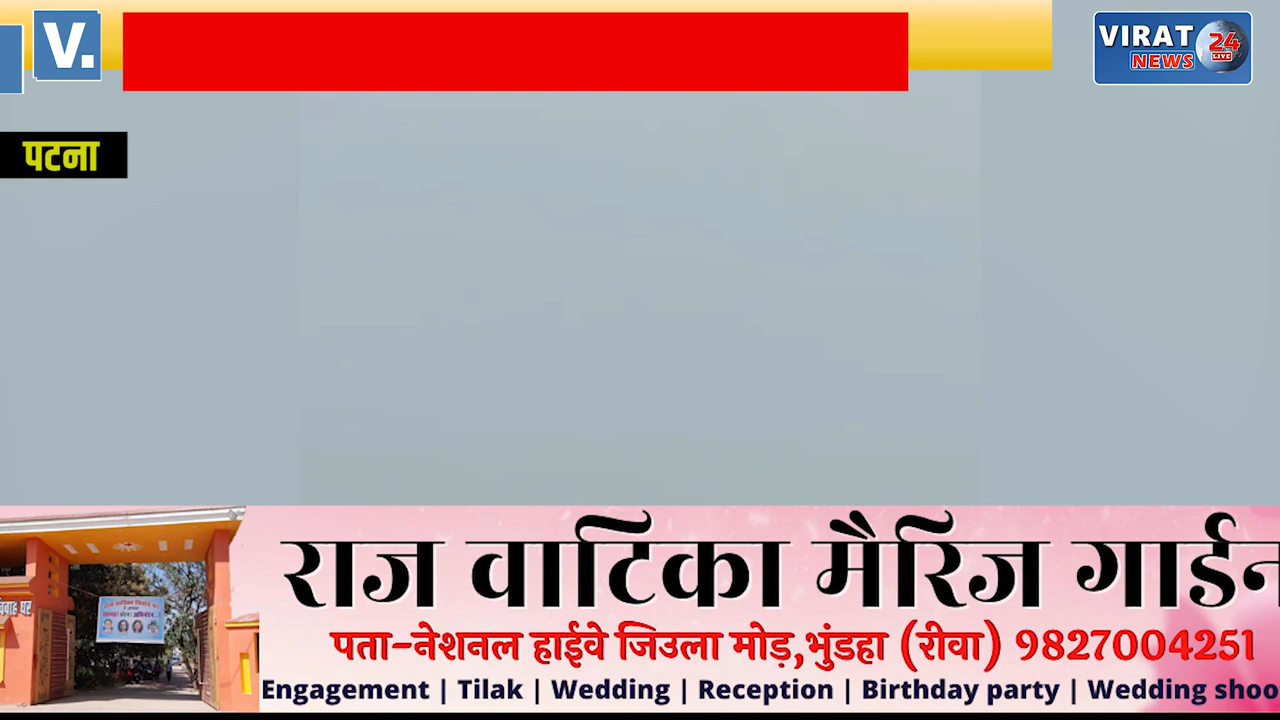 V.
VIRAT
24
LIVE
NEWS
पटना
राज वाटिका मैरिज गार्डन
पता-नेशनल हाईवे जिउला मोड़,भुंडहा (रीवा) 9827004251
Engagement | Tilak | Wedding | Reception | Birthday party | Wedding shoo